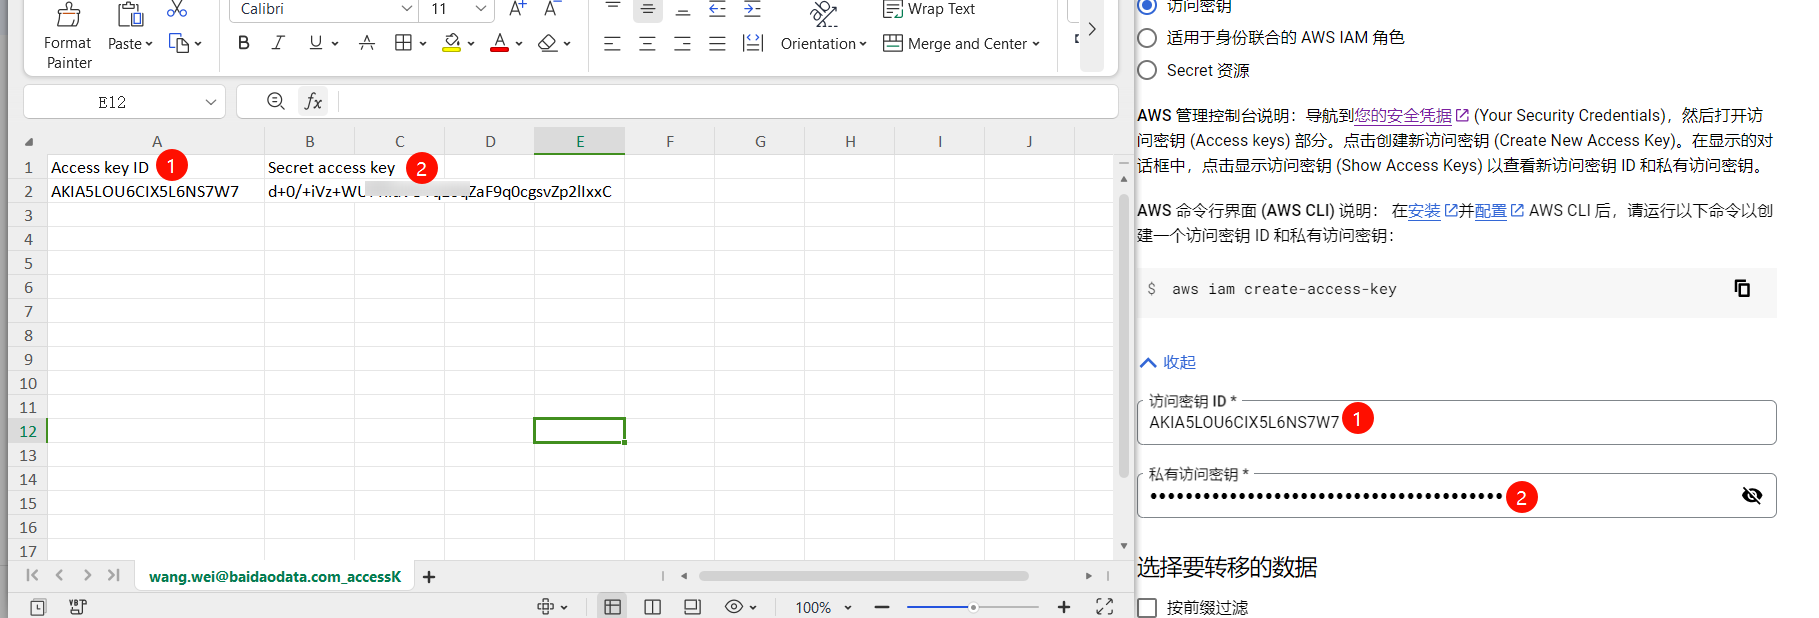 Calibri
11
Wrap Text
Format Painter
Paste
B
I
U
A
Orientation
Merge and Center
E12
fx
A B C D E F G H I J
1 Access key ID 1 Secret access key 2
2 AKIA5LOU6CIX5L6NS7W7 d+0/+iVz+WU ZaF9q0cgsvZp2lIxxC
3
4
5
6
7
8
9
10
11
12
13
14
15
16
17
wang.wei@baidaodata.com_accessK
100%
访问密钥
适用于身份联合的 AWS IAM 角色
Secret 资源
AWS 管理控制台说明：导航到您的安全凭据 (Your Security Credentials)，然后打开访
问密钥 (Access keys) 部分。点击创建新访问密钥 (Create New Access Key)。在显示的对
话框中，点击显示访问密钥 (Show Access Keys) 以查看新访问密钥 ID 和私有访问密钥。
AWS 命令行界面 (AWS CLI) 说明： 在安装并配置 AWS CLI 后，请运行以下命令以创
建一个访问密钥 ID 和私有访问密钥：
$ aws iam create-access-key
收起
访问密钥 ID *
AKIA5LOU6CIX5L6NS7W7 1
私有访问密钥 *
2
选择要转移的数据
按前缀过滤